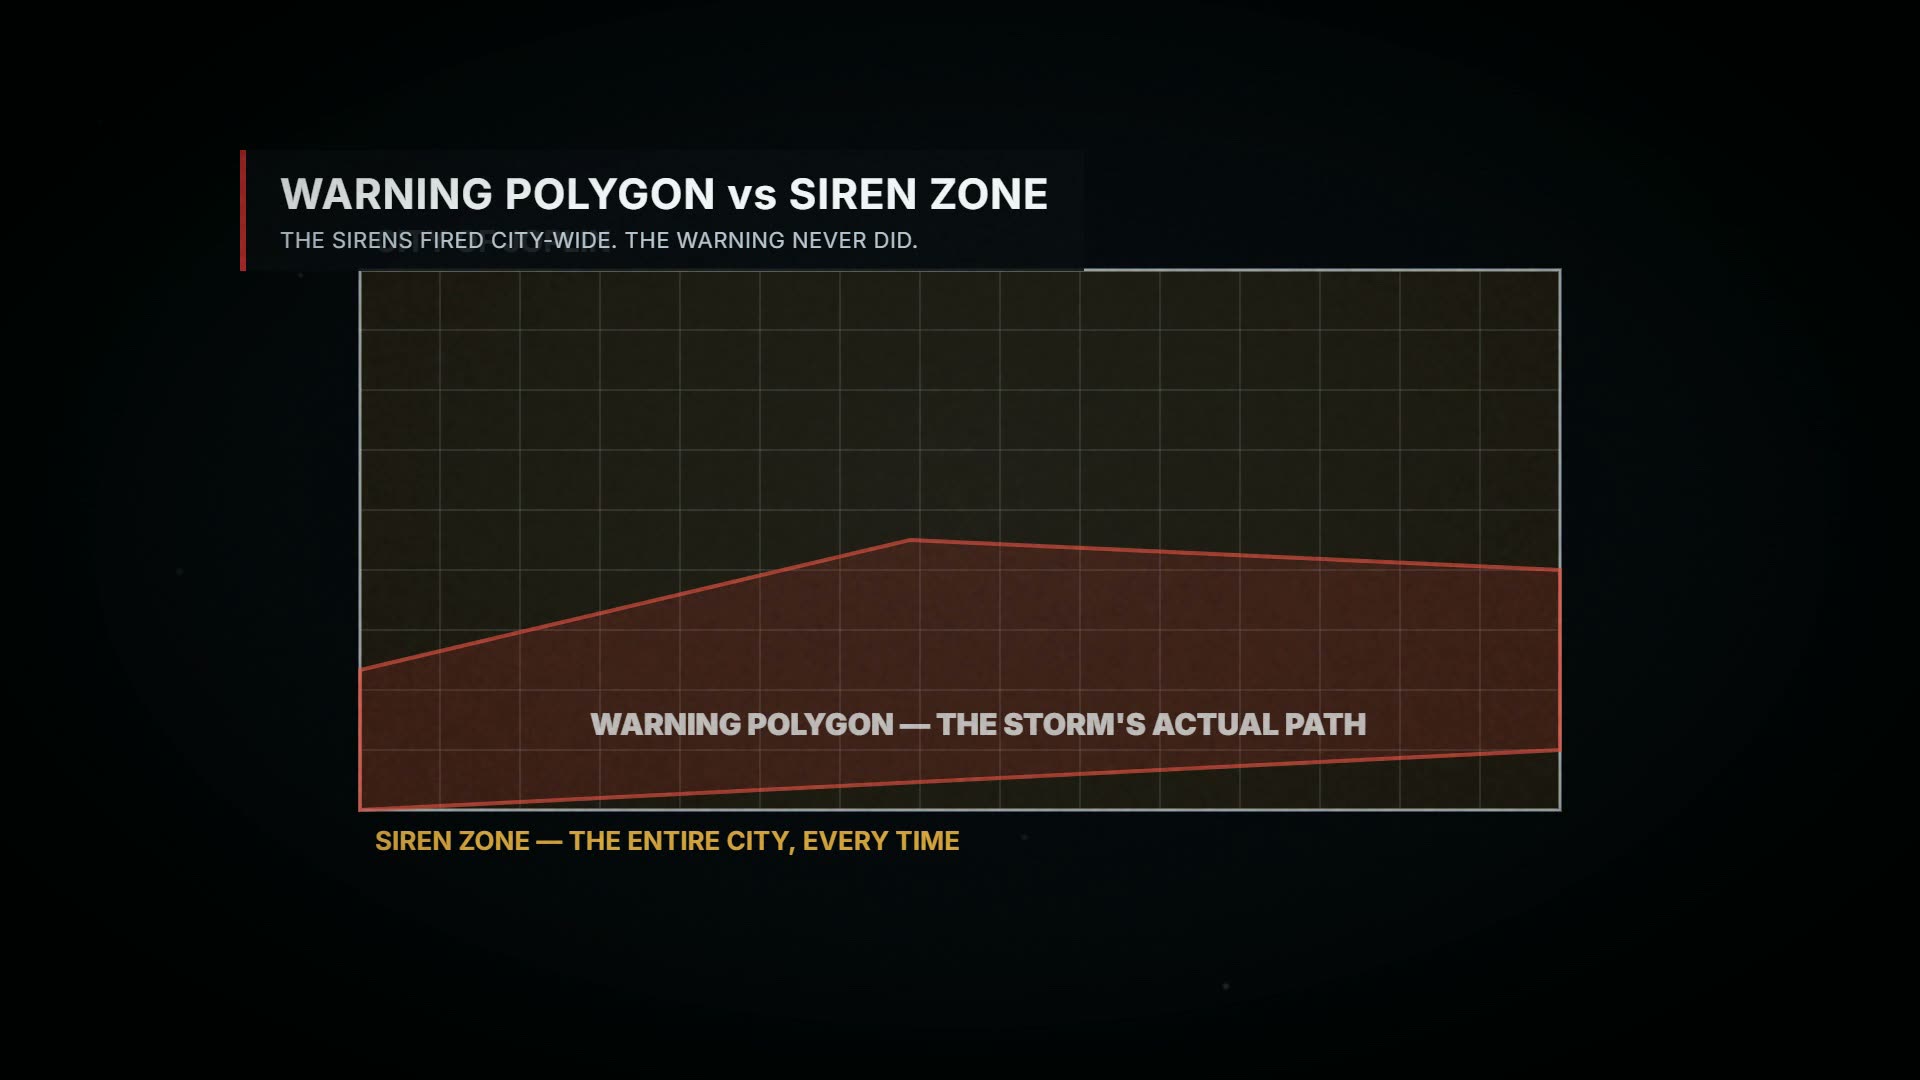 WARNING POLYGON vs SIREN ZONE
THE SIRENS FIRED CITY-WIDE. THE WARNING NEVER DID.
WARNING POLYGON — THE STORM'S ACTUAL PATH
SIREN ZONE — THE ENTIRE CITY, EVERY TIME